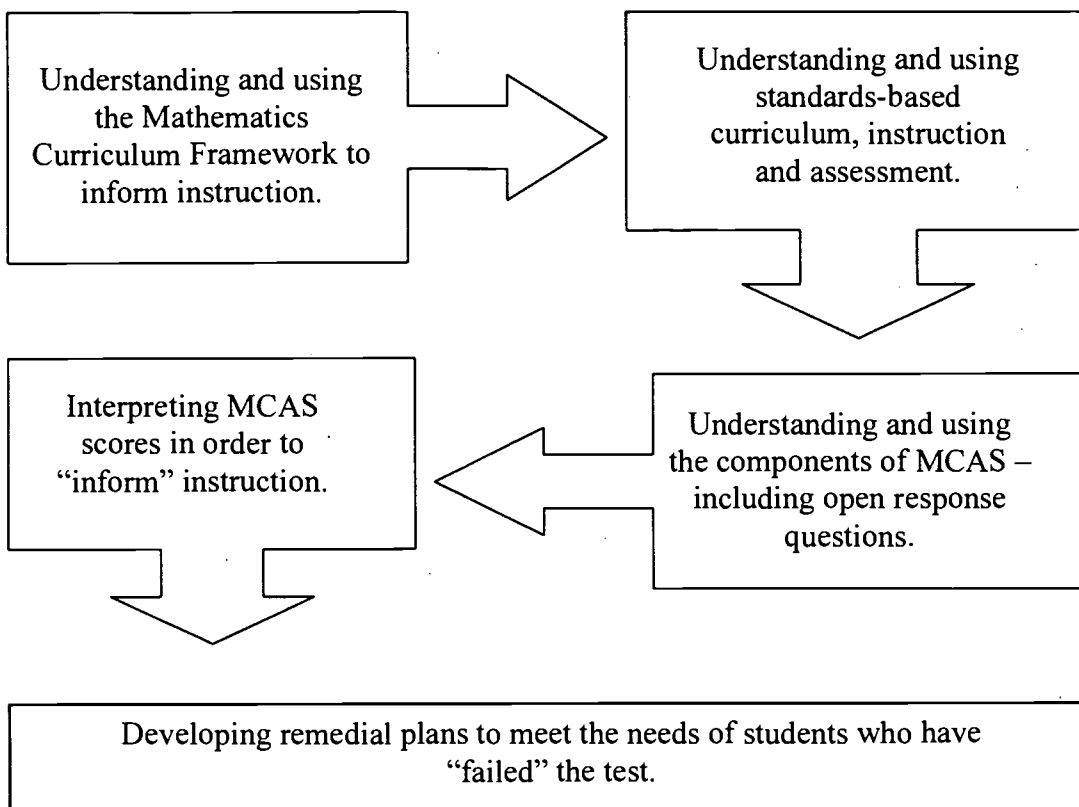 Understanding and using
the Mathematics
Curriculum Framework to
inform instruction.
Understanding and using
standards-based
curriculum, instruction
and assessment.
Understanding and using
the components of MCAS –
including open response
questions.
Interpreting MCAS
scores in order to
“inform” instruction.
Developing remedial plans to meet the needs of students who have
“failed” the test.